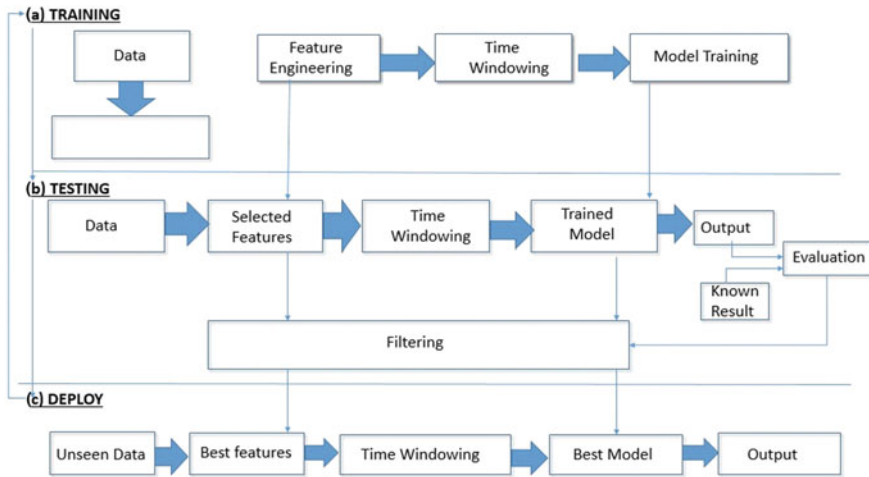 (a) TRAINING
Data
Feature
Engineering
Time
Windowing
Model Training
(b) TESTING
Data
Selected
Features
Time
Windowing
Trained
Model
Output
Evaluation
Known
Result
Filtering
(c) DEPLOY
Unseen Data
Best features
Time Windowing
Best Model
Output